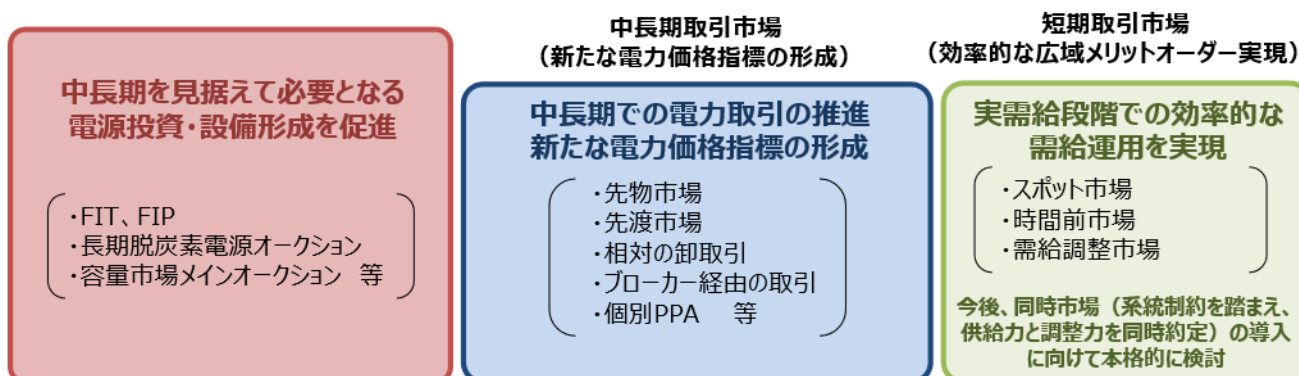 中長期を見据えて必要となる
電源投資・設備形成を促進
・FIT、FIP
・長期脱炭素電源オークション
・容量市場メインオークション 等
中長期取引市場
（新たな電力価格指標の形成）
中長期での電力取引の推進
新たな電力価格指標の形成
・先物市場
・先渡市場
・相対の卸取引
・ブローカー経由の取引
・個別PPA 等
短期取引市場
（効率的な広域メリットオーダー実現）
実需給段階での効率的な
需給運用を実現
・スポット市場
・時間前市場
・需給調整市場
今後、同時市場（系統制約を踏まえ、
供給力と調整力を同時約定）の導入
に向けて本格的に検討